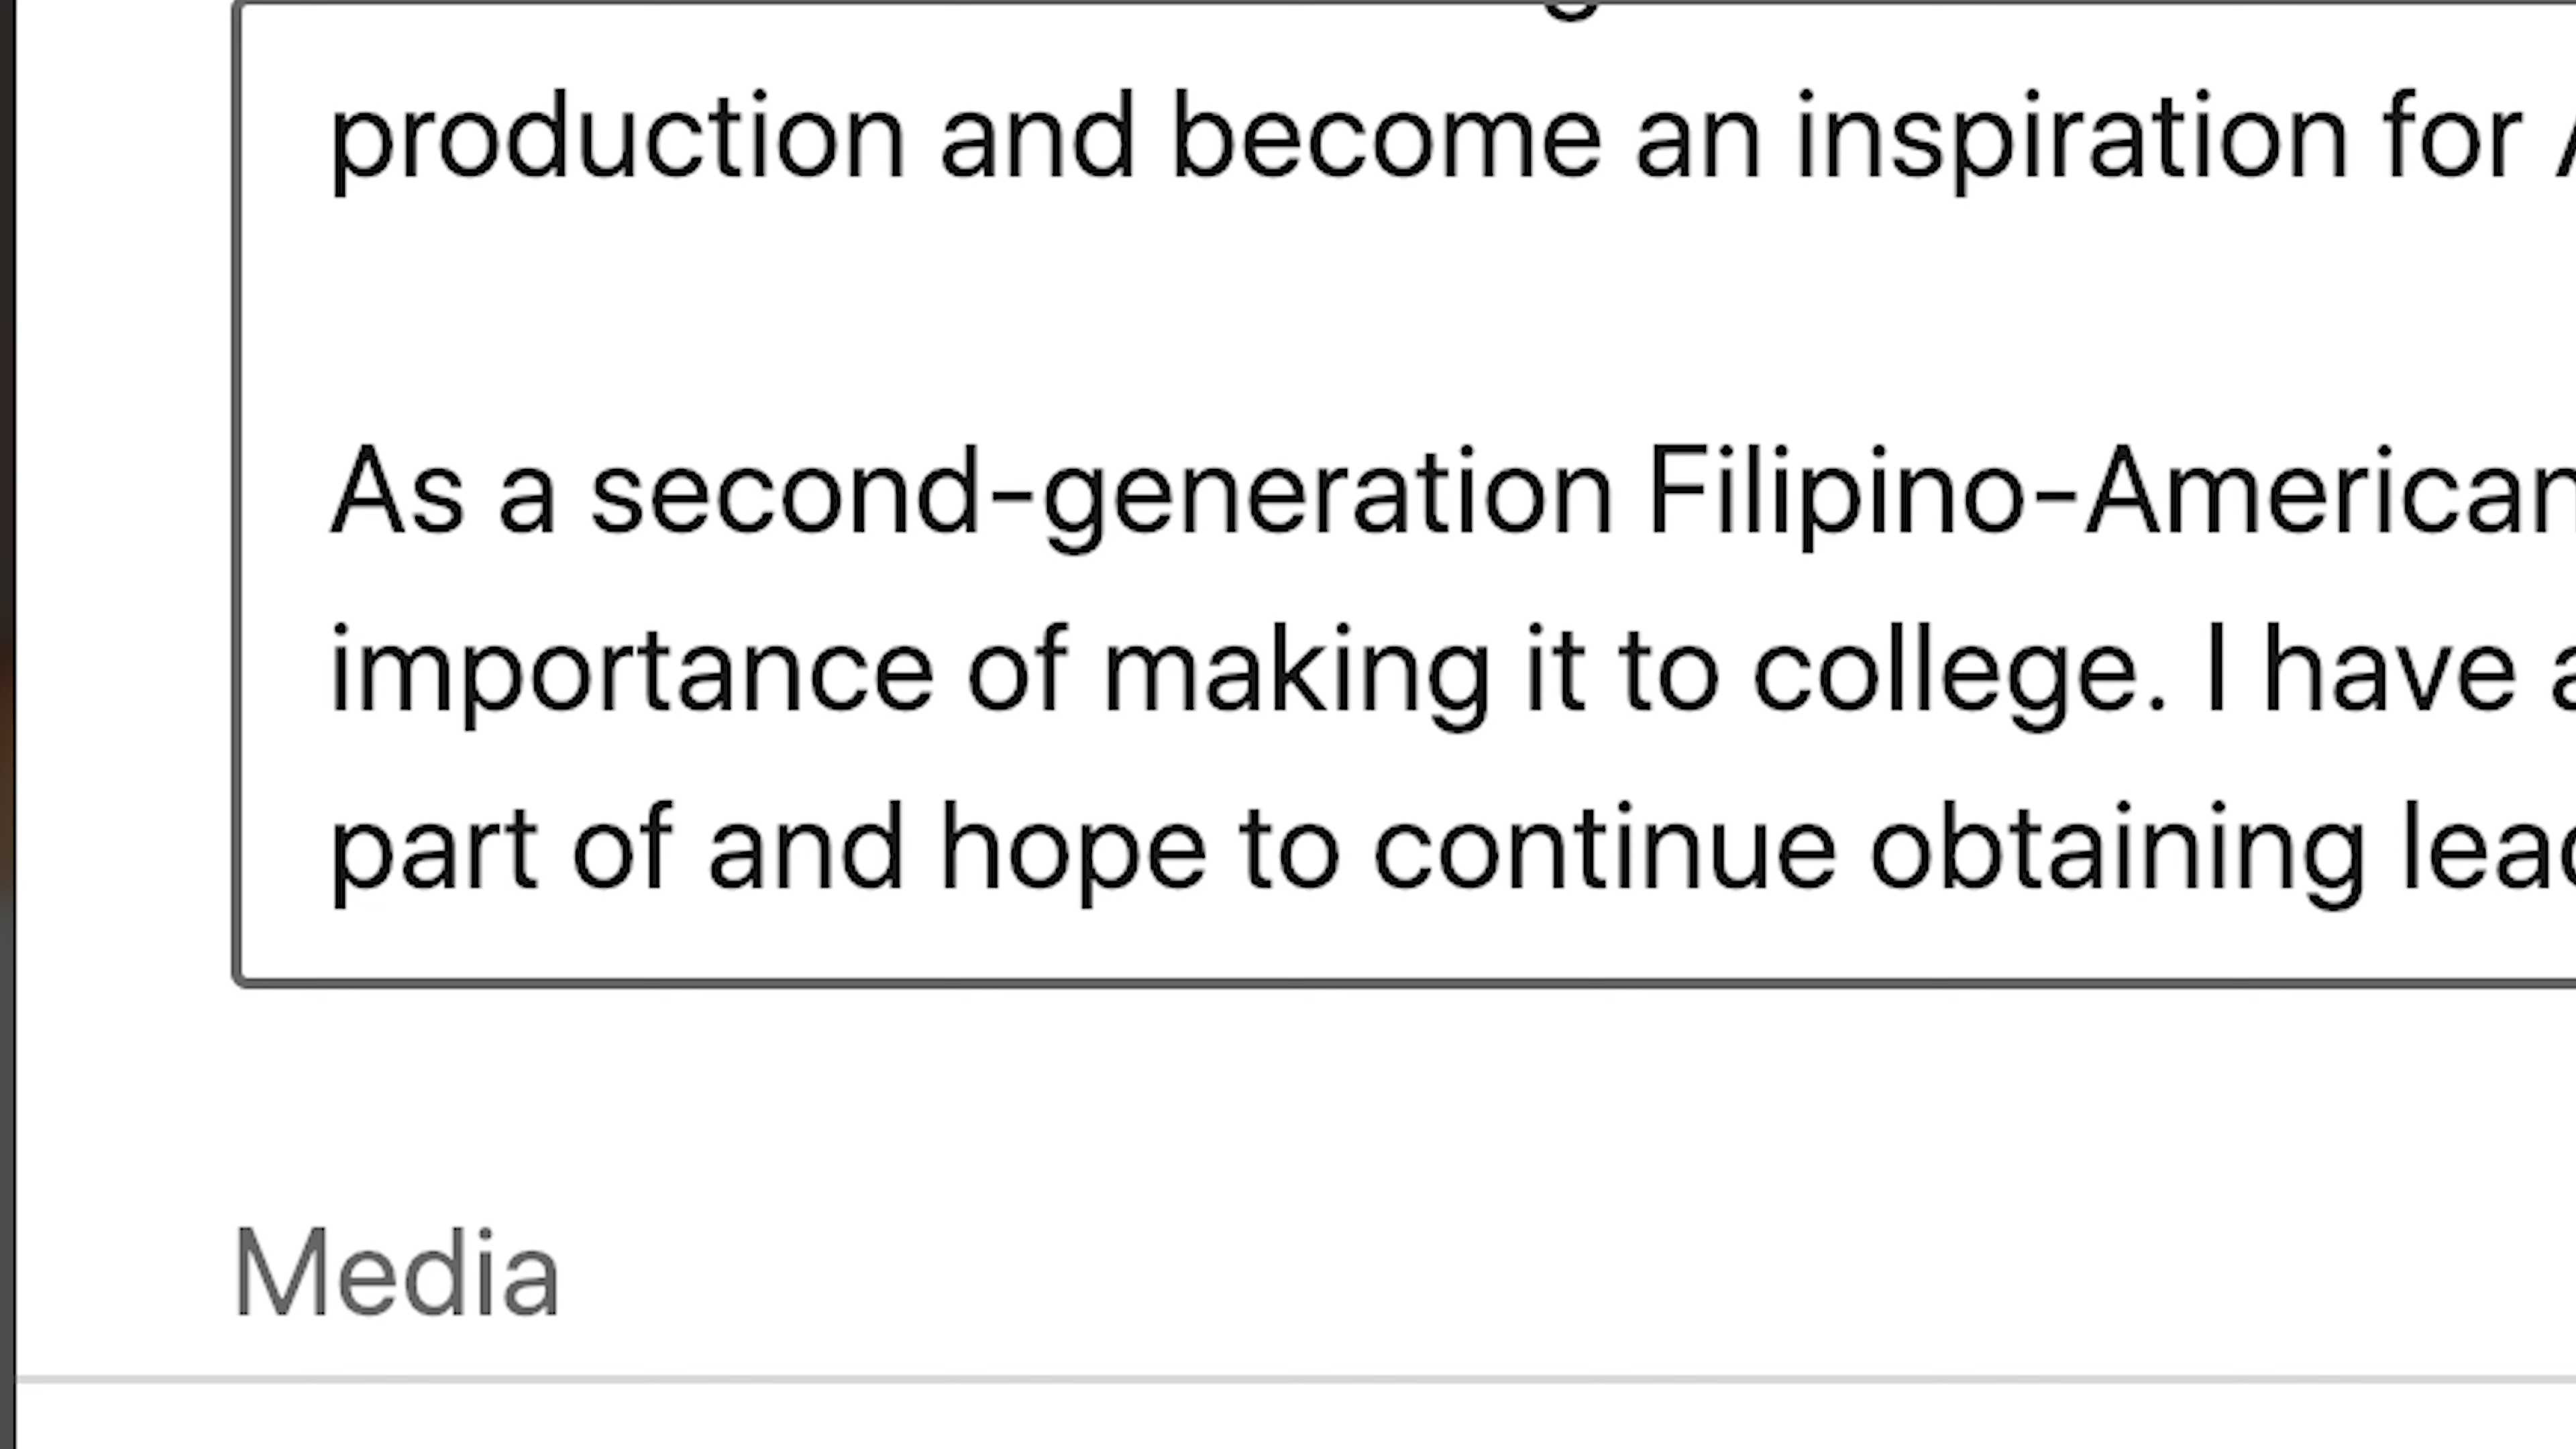 production and become an inspiration for
As a second-generation Filipino-American
importance of making it to college. I have
part of and hope to continue obtaining
Media